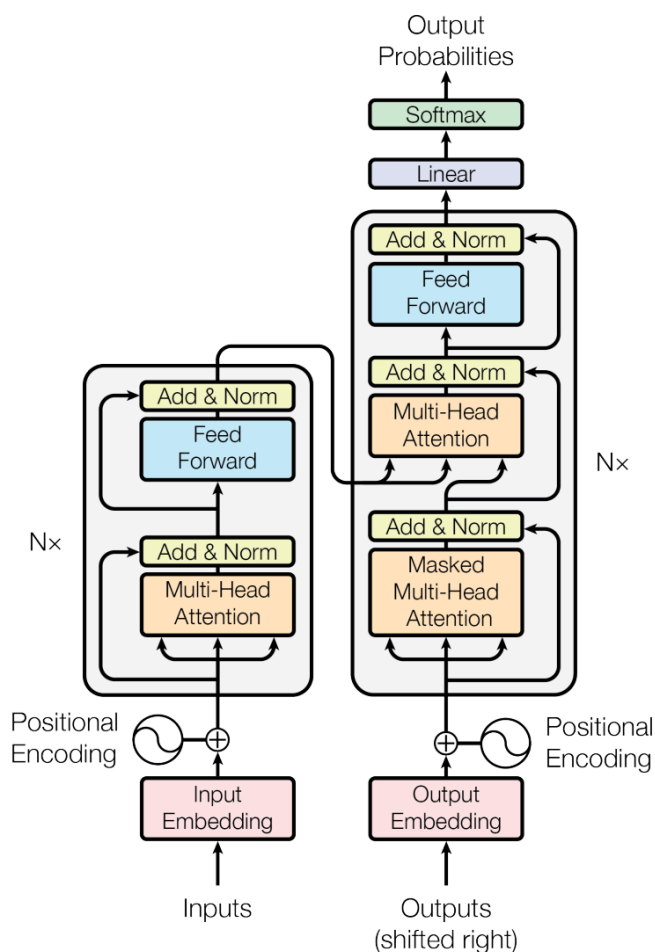 Output
Probabilities
Softmax
Linear
Add & Norm
Feed
Forward
Add & Norm
Multi-Head
Attention
Add & Norm
Masked
Multi-Head
Attention
Nx
Add & Norm
Feed
Forward
Add & Norm
Multi-Head
Attention
Nx
Positional
Encoding
Positional
Encoding
Input
Embedding
Output
Embedding
Inputs
Outputs
(shifted right)